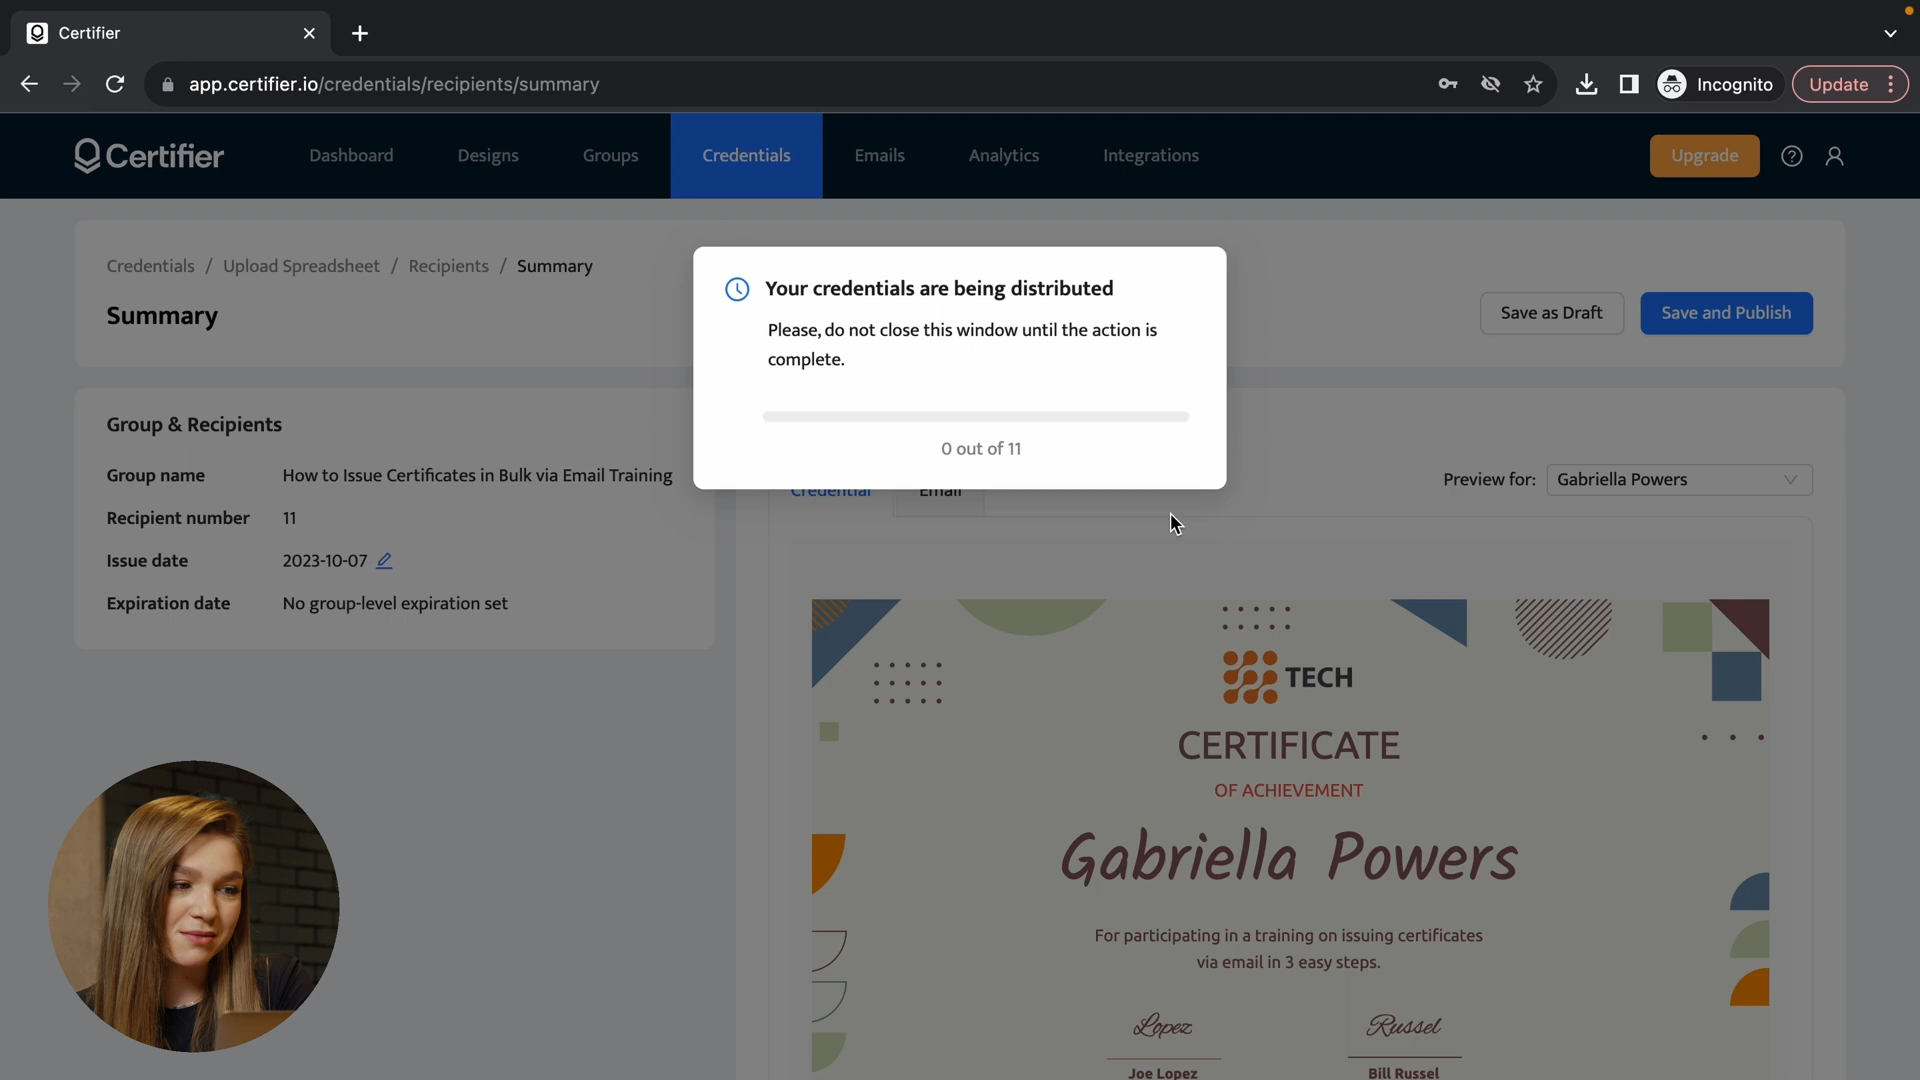 Certifier
app.certifier.io/credentials/recipients/summary
Incognito
Update
Certifier
Dashboard
Designs
Groups
Credentials
Emails
Analytics
Integrations
Upgrade
Credentials / Upload Spreadsheet / Recipients / Summary
Summary
Save as Draft
Save and Publish
Your credentials are being distributed
Please, do not close this window until the action is
complete.
0 out of 11
Group & Recipients
Group name How to Issue Certificates in Bulk via Email Training
Recipient number 11
Issue date 2023-10-07
Expiration date No group-level expiration set
Credential
Email
Preview for: Gabriella Powers
TECH
CERTIFICATE
OF ACHIEVEMENT
Gabriella Powers
For participating in a training on issuing certificates
via email in 3 easy steps.
Lopez
Russel
Joe Lopez
Bill Russel